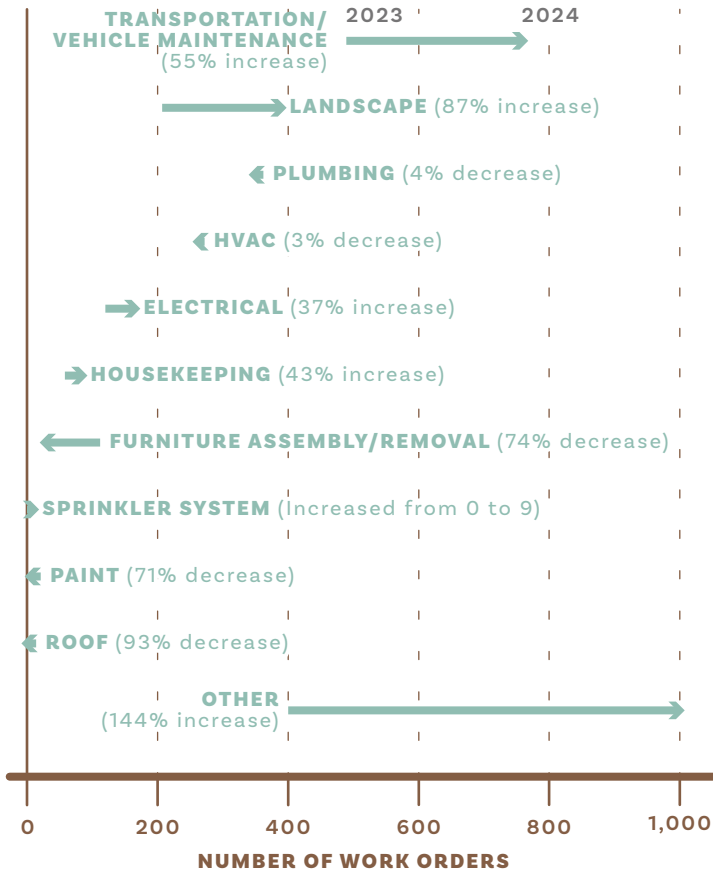 TRANSPORTATION/
VEHICLE MAINTENANCE
(55% increase)
2023
2024
LANDSCAPE (87% increase)
PLUMBING (4% decrease)
HVAC (3% decrease)
ELECTRICAL (37% increase)
HOUSEKEEPING (43% increase)
FURNITURE ASSEMBLY/REMOVAL (74% decrease)
SPRINKLER SYSTEM (Increased from 0 to 9)
PAINT (71% decrease)
ROOF (93% decrease)
OTHER
(144% increase)
0 200 400 600 800 1,000
NUMBER OF WORK ORDERS